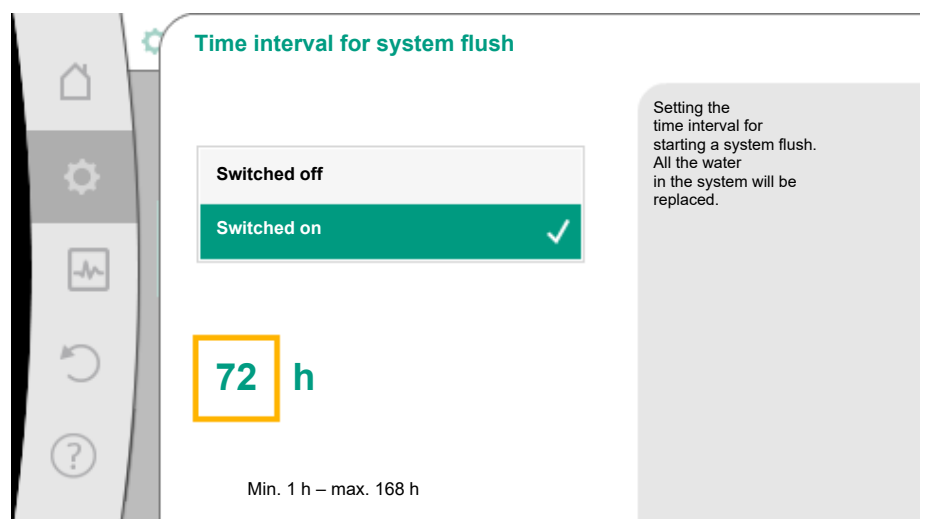 Time interval for system flush
Setting the
time interval for
starting a system flush.
All the water
in the system will be
replaced.
Switched off
Switched on
72 h
Min. 1 h – max. 168 h
?